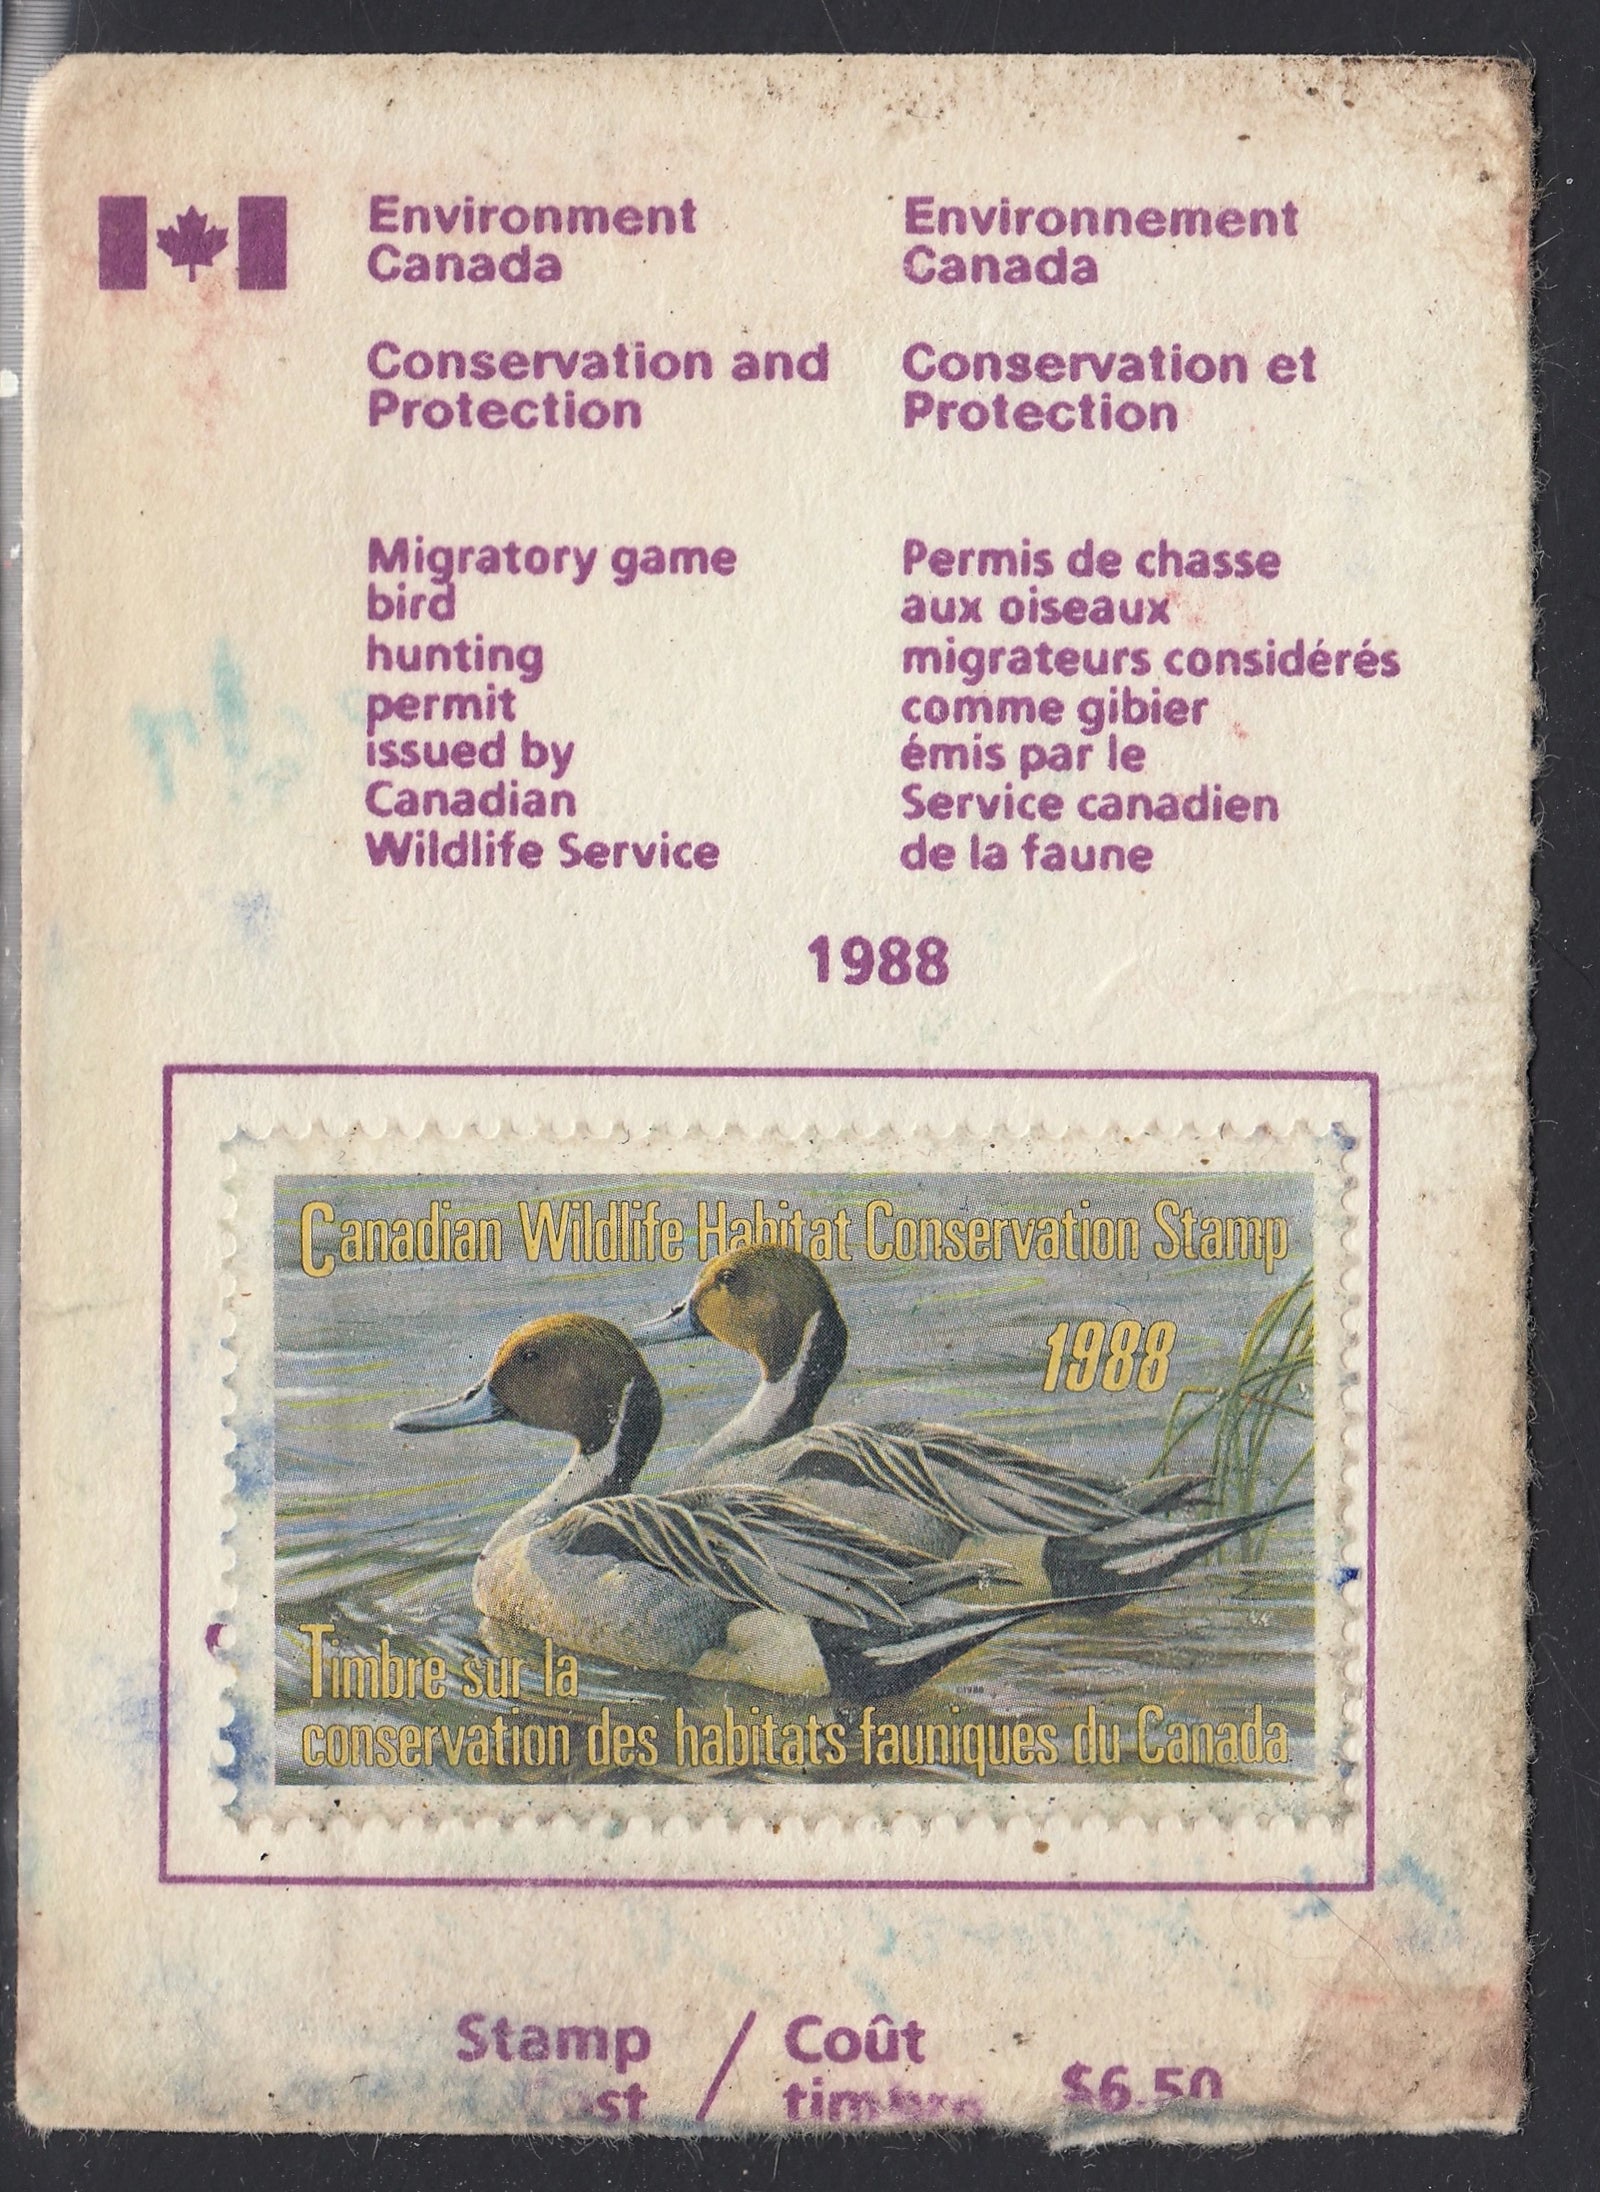 Environment
Canada
Conservation and
Protection
Migratory game
bird
hunting
permit
issued by
Canadian
Wildlife Service
Environnement
Canada
Conservation et
Protection
Permis de chasse
aux oiseaux
migrateurs considérés
comme gibier
émis par le
Service canadien
de la faune
1988
Canadian Wildlife Habitat Conservation Stamp
1988
Timbre sur la
conservation des habitats fauniques du Canada
Stamp / Coût
timbre $6.50